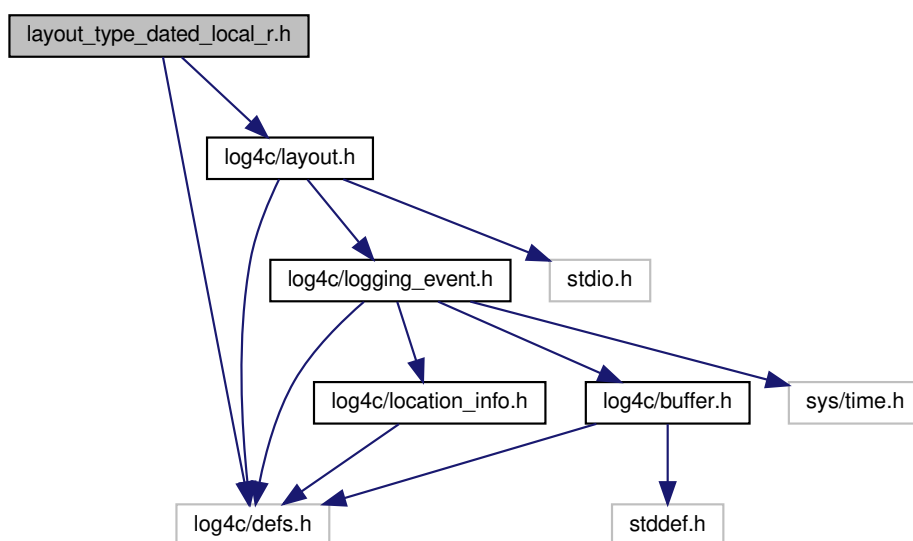 layout_type_dated_local_r.h
log4c/layout.h
log4c/logging_event.h
stdio.h
log4c/location_info.h
log4c/buffer.h
sys/time.h
log4c/defs.h
stddef.h